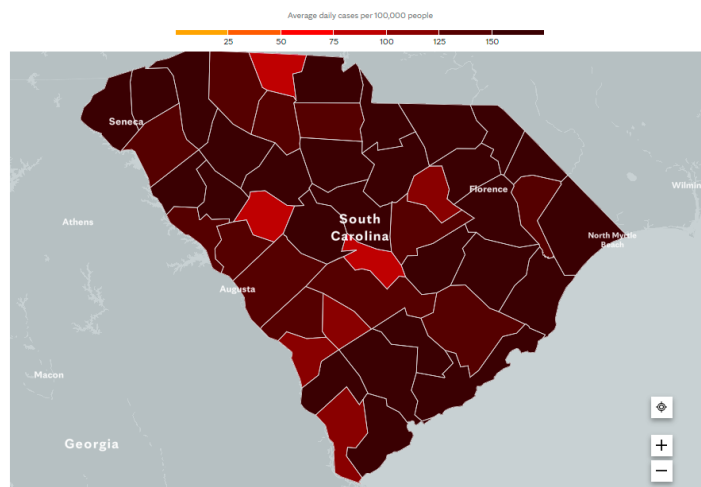 Average daily cases per 100,000 people
25 50 75 100 125 150
Seneca
Athens
South
Carolina
Florence
Wilmin
North Myrtle
Beach
Augusta
Macon
Georgia
+
−